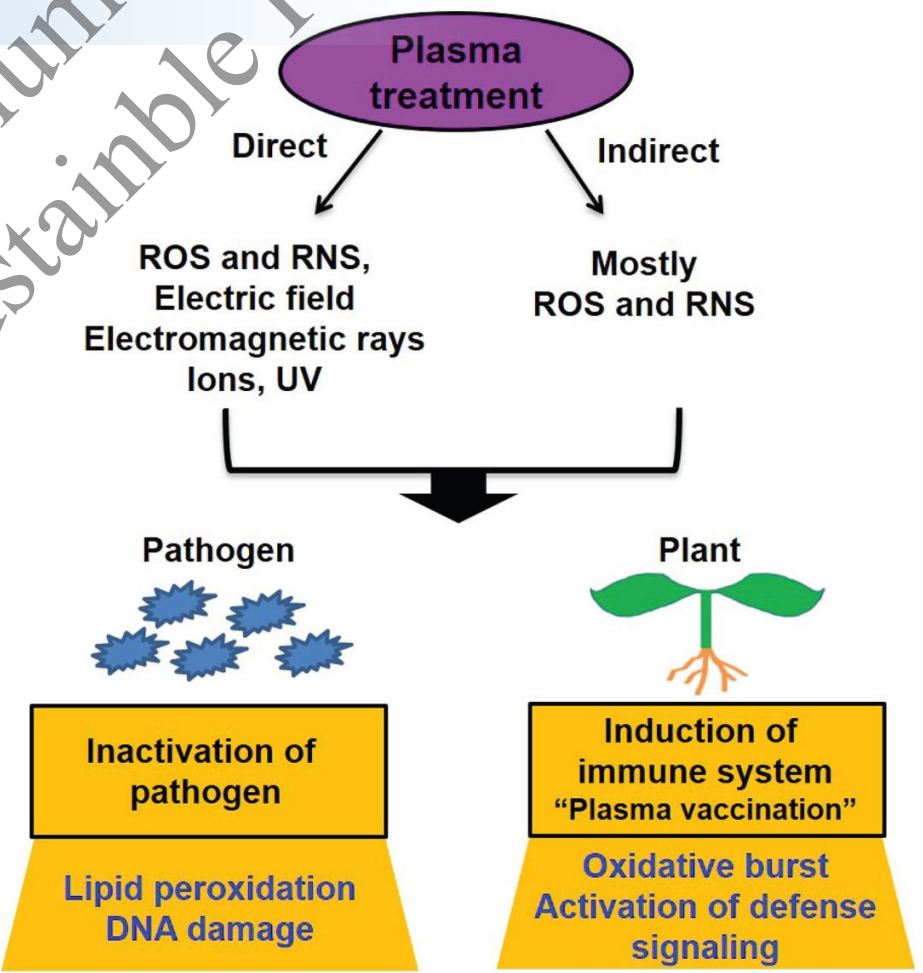 Plasma
treatment
Direct
Indirect
ROS and RNS,
Electric field
Electromagnetic rays
Ions, UV
Mostly
ROS and RNS
Pathogen
Plant
Inactivation of
pathogen
Induction of
immune system
“Plasma vaccination”
Lipid peroxidation
DNA damage
Oxidative burst
Activation of defense
signaling